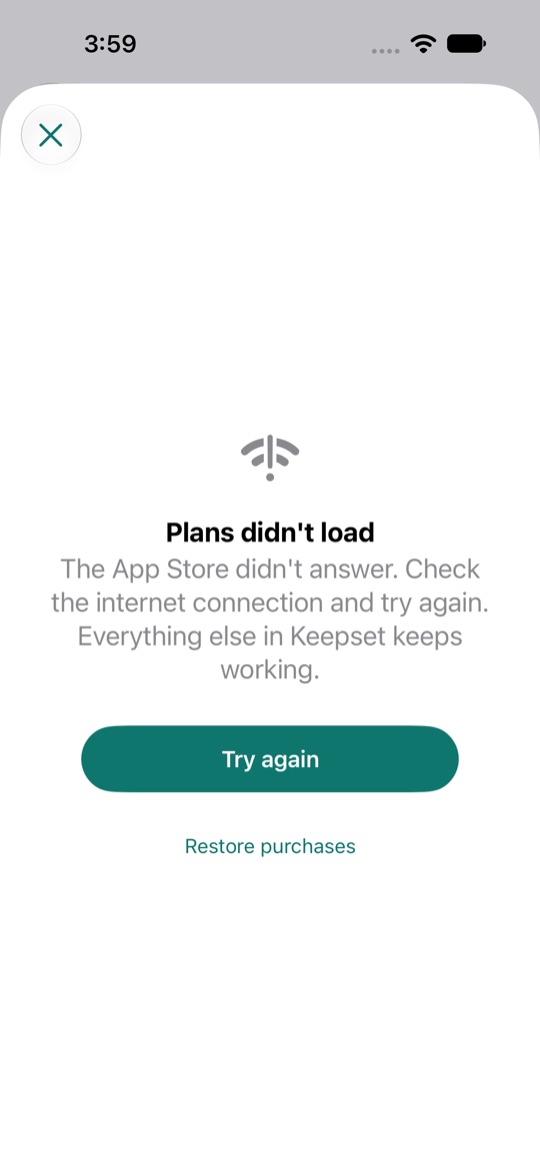 3:59
Plans didn't load
The App Store didn't answer. Check
the internet connection and try again.
Everything else in Keepset keeps
working.
Try again
Restore purchases